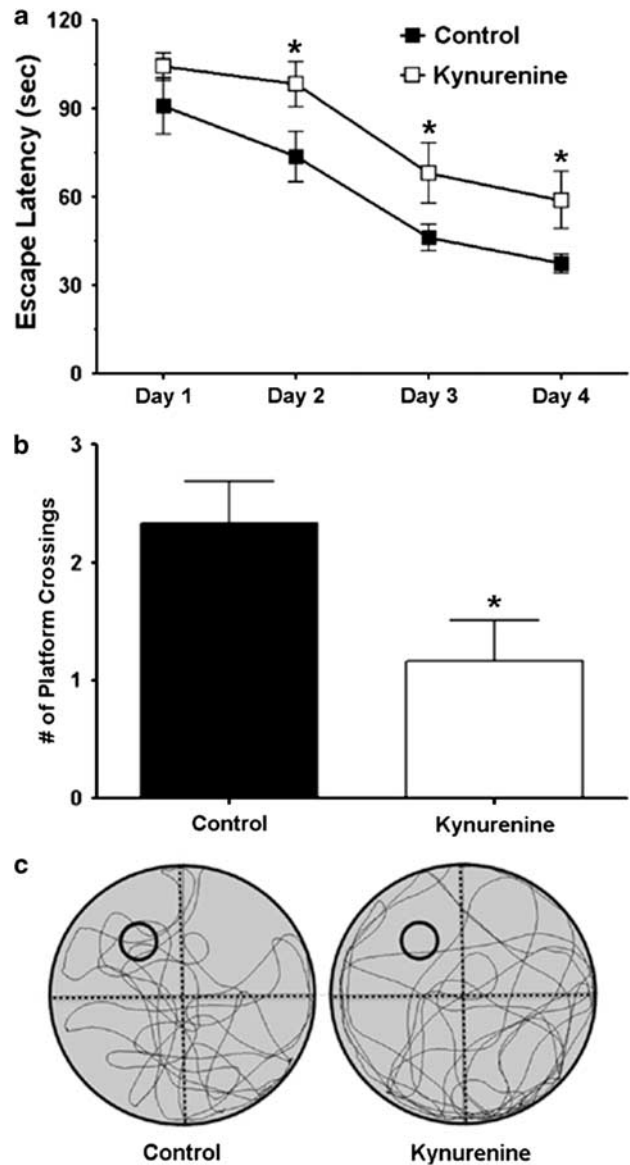 a
Escape Latency (sec)
120
90
60
30
0
*
*
*
Control
Kynurenine
Day 1 Day 2 Day 3 Day 4
b
# of Platform Crossings
3
2
1
0
*
Control Kynurenine
c
Control Kynurenine